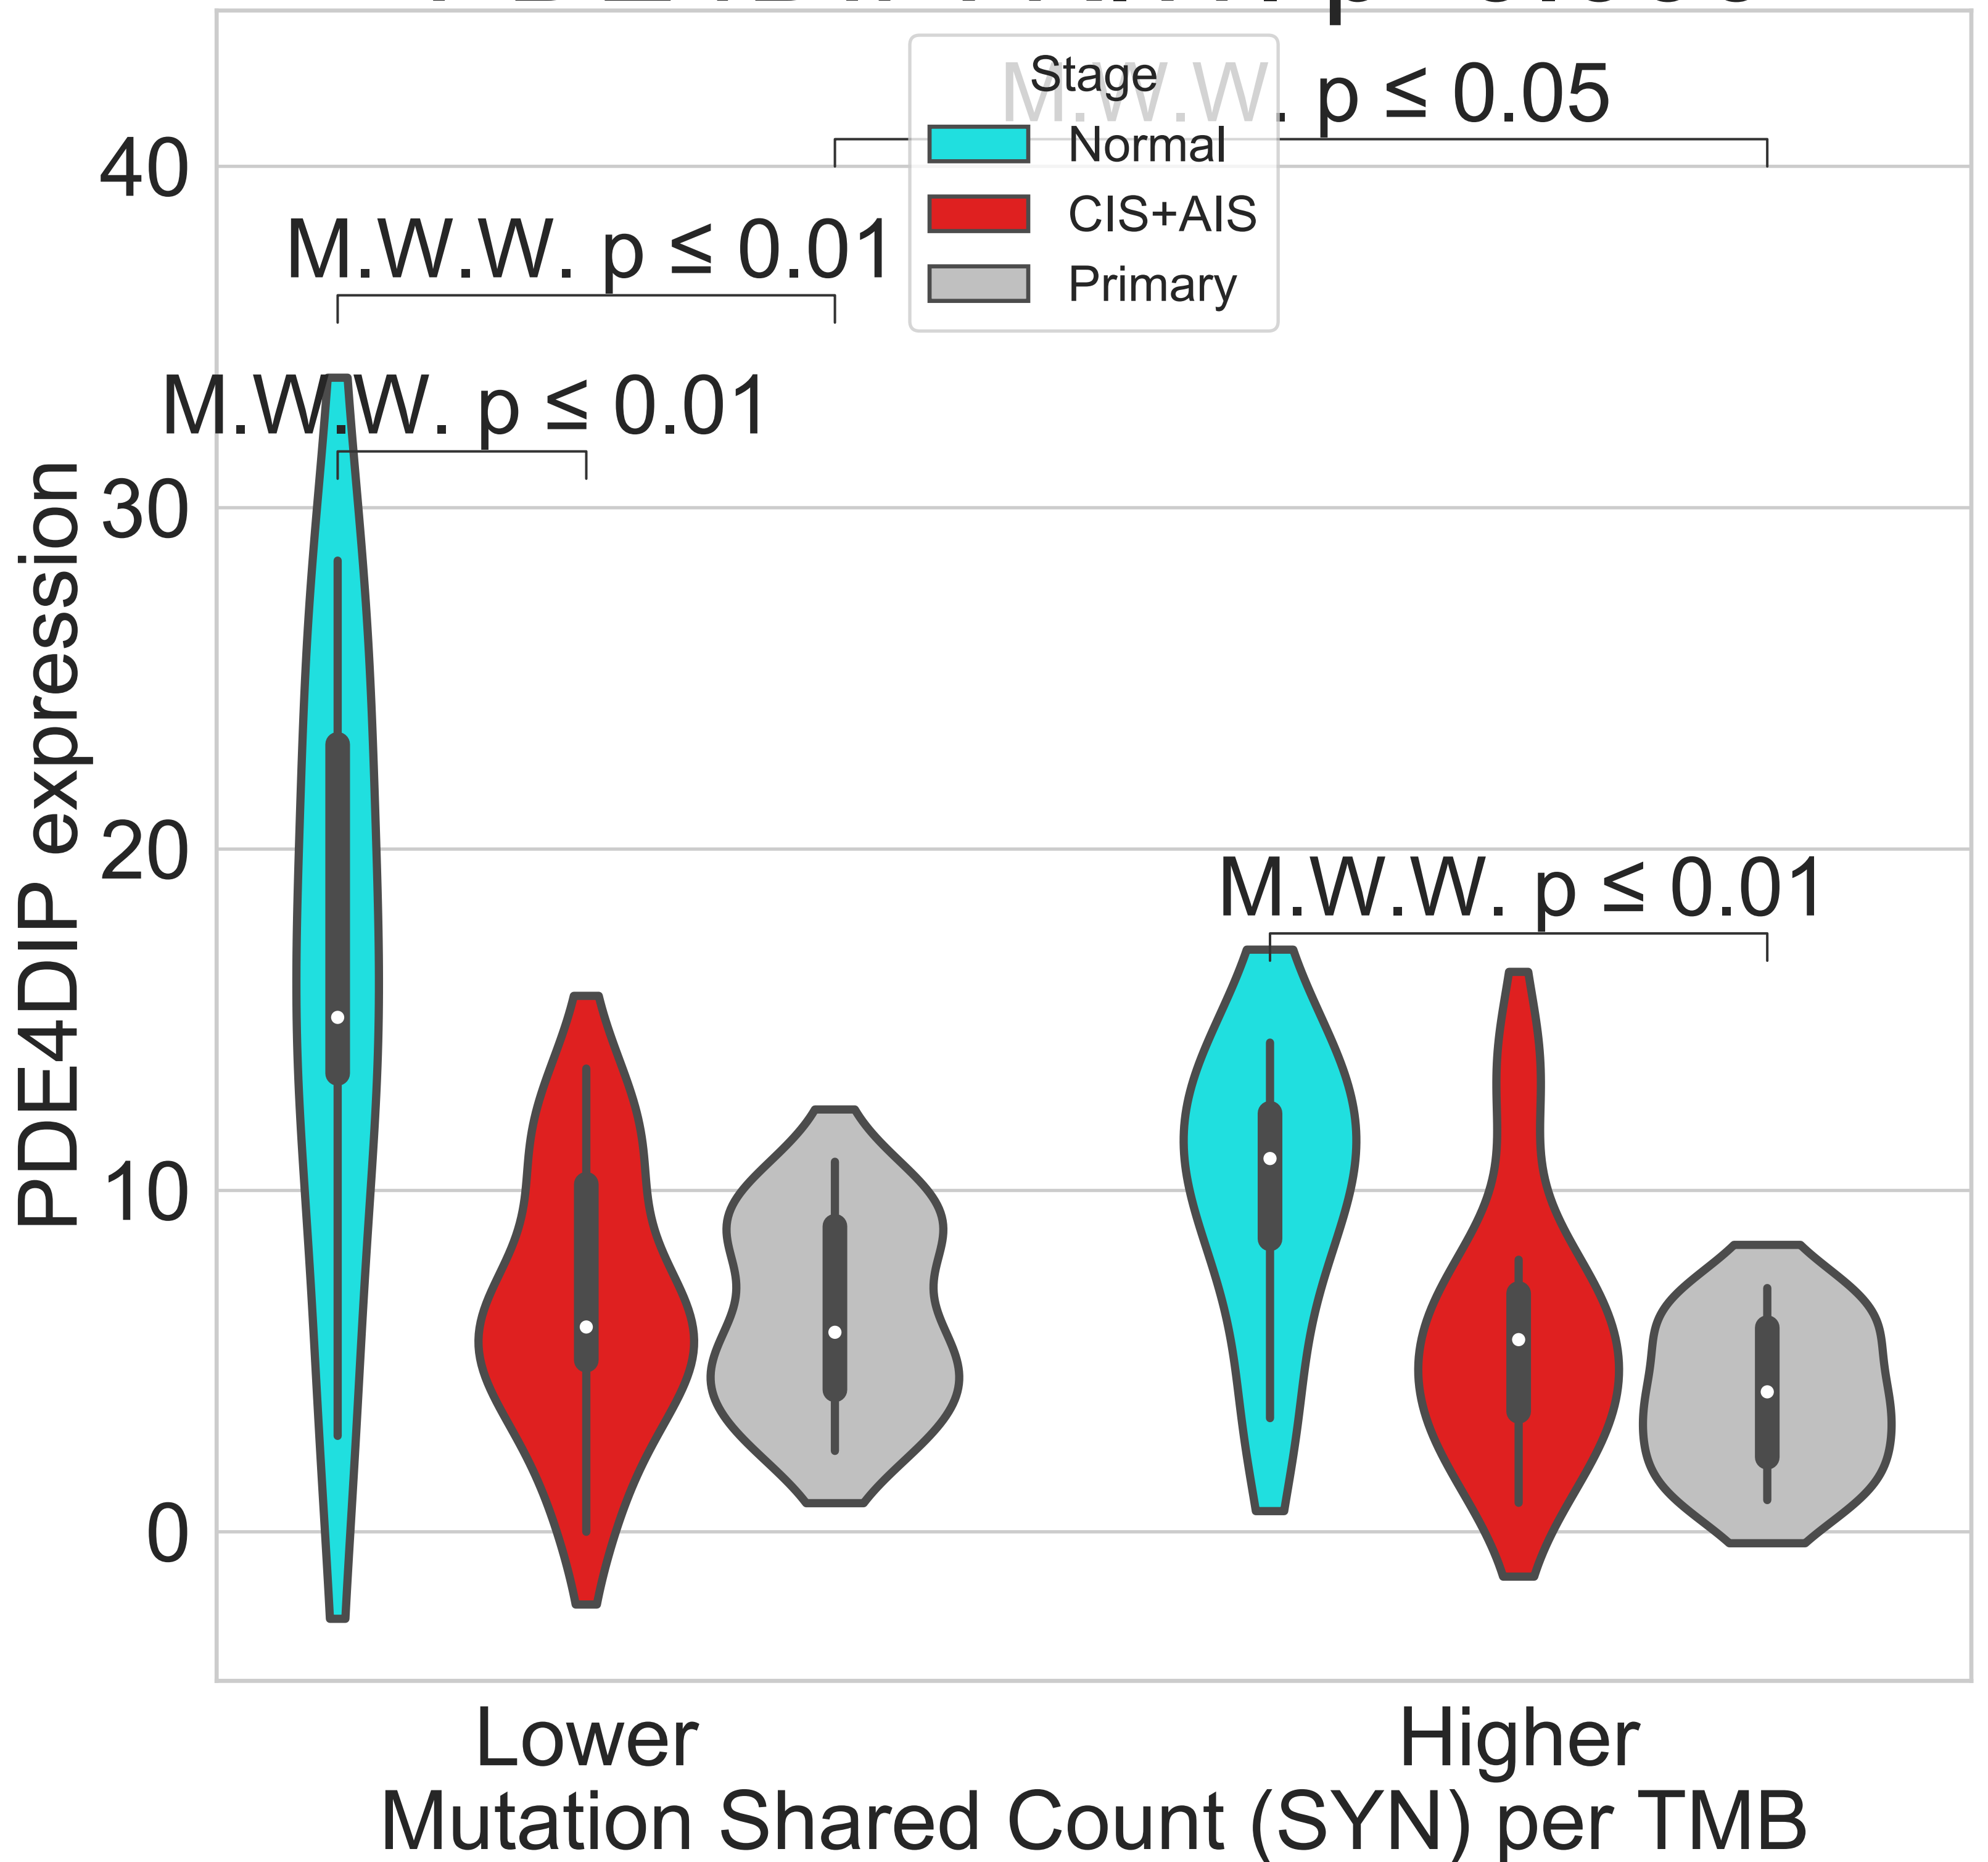 Stage
M.W.W. p ≤ 0.05
Normal
CIS+AIS
Primary
M.W.W. p ≤ 0.01
M.W.W. p ≤ 0.01
M.W.W. p ≤ 0.01
40
30
20
10
0
PDE4DIP expression
Lower
Higher
Mutation Shared Count (SYN) per TMB